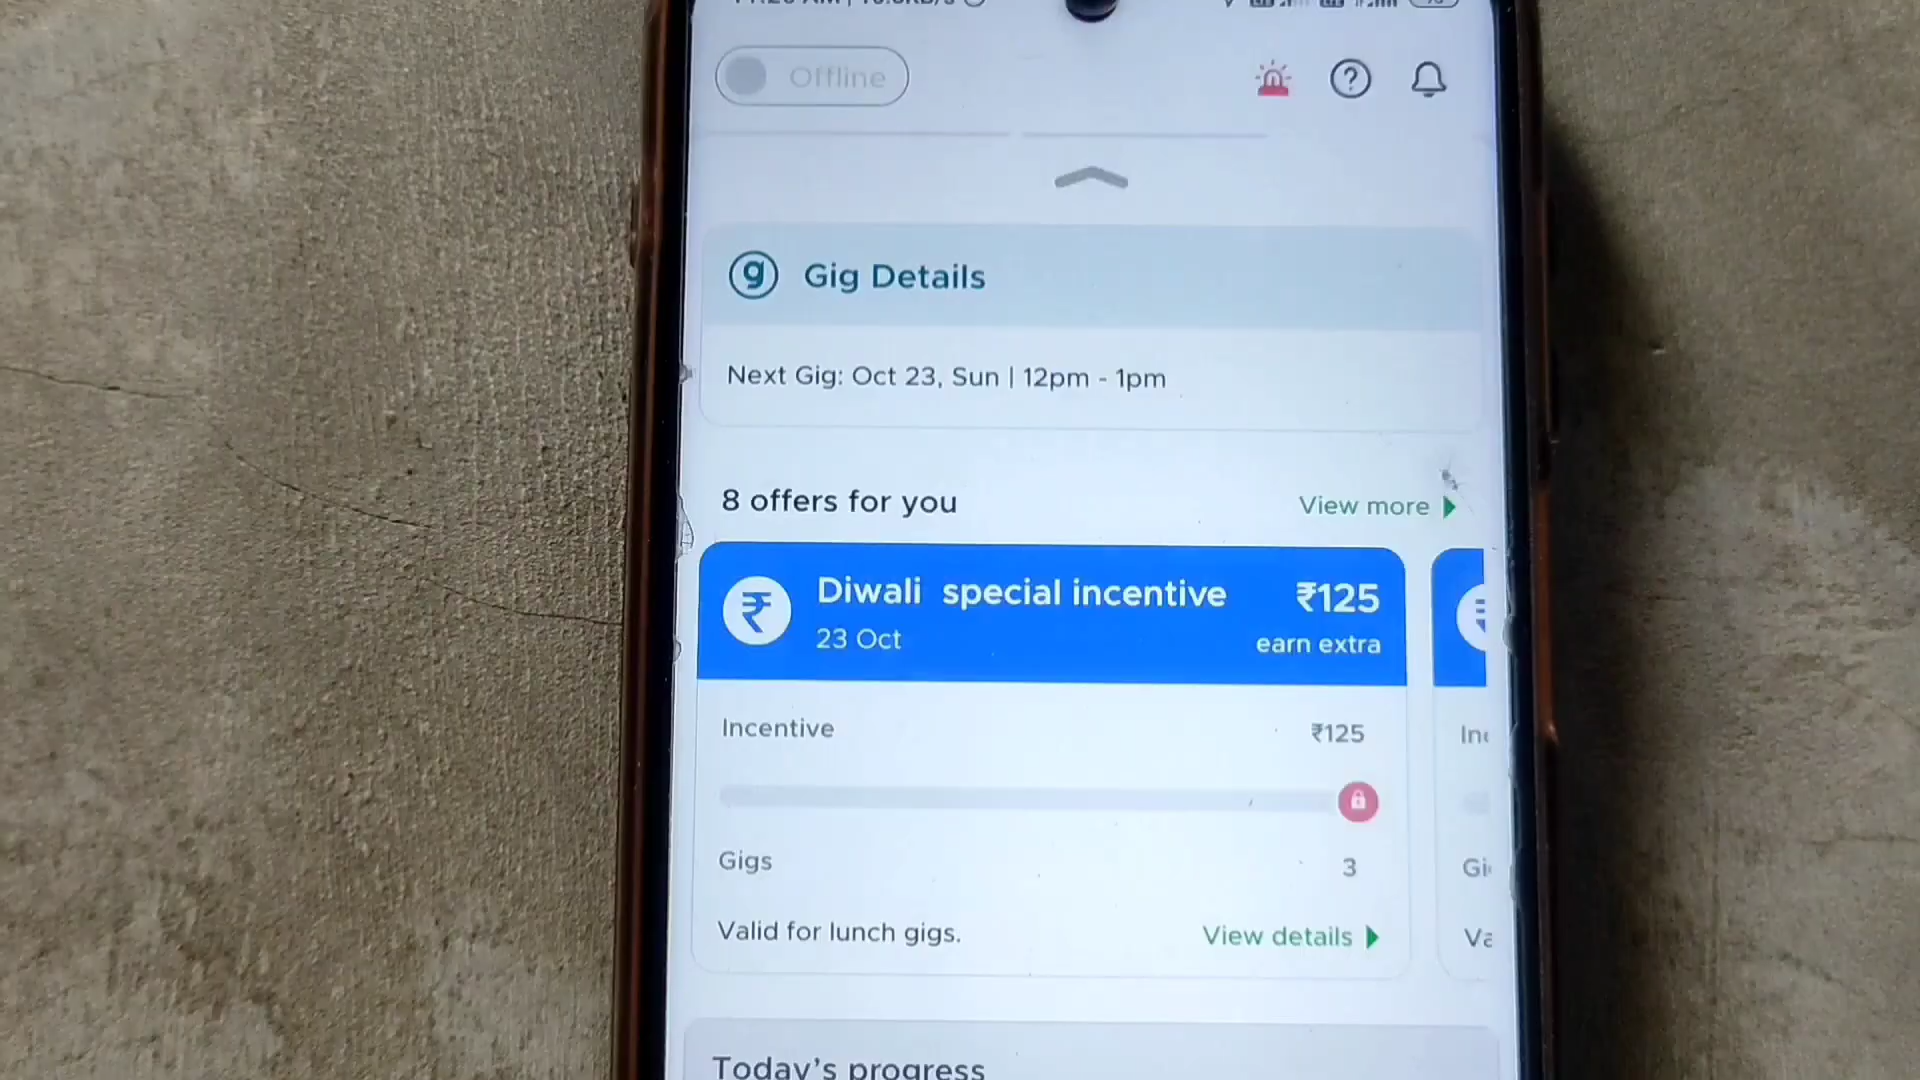 Offline
g Gig Details
Next Gig: Oct 23, Sun | 12pm - 1pm
8 offers for you View more
Diwali special incentive ₹125
23 Oct earn extra
Incentive ₹125
Gigs 3
Valid for lunch gigs. View details
Today's progress